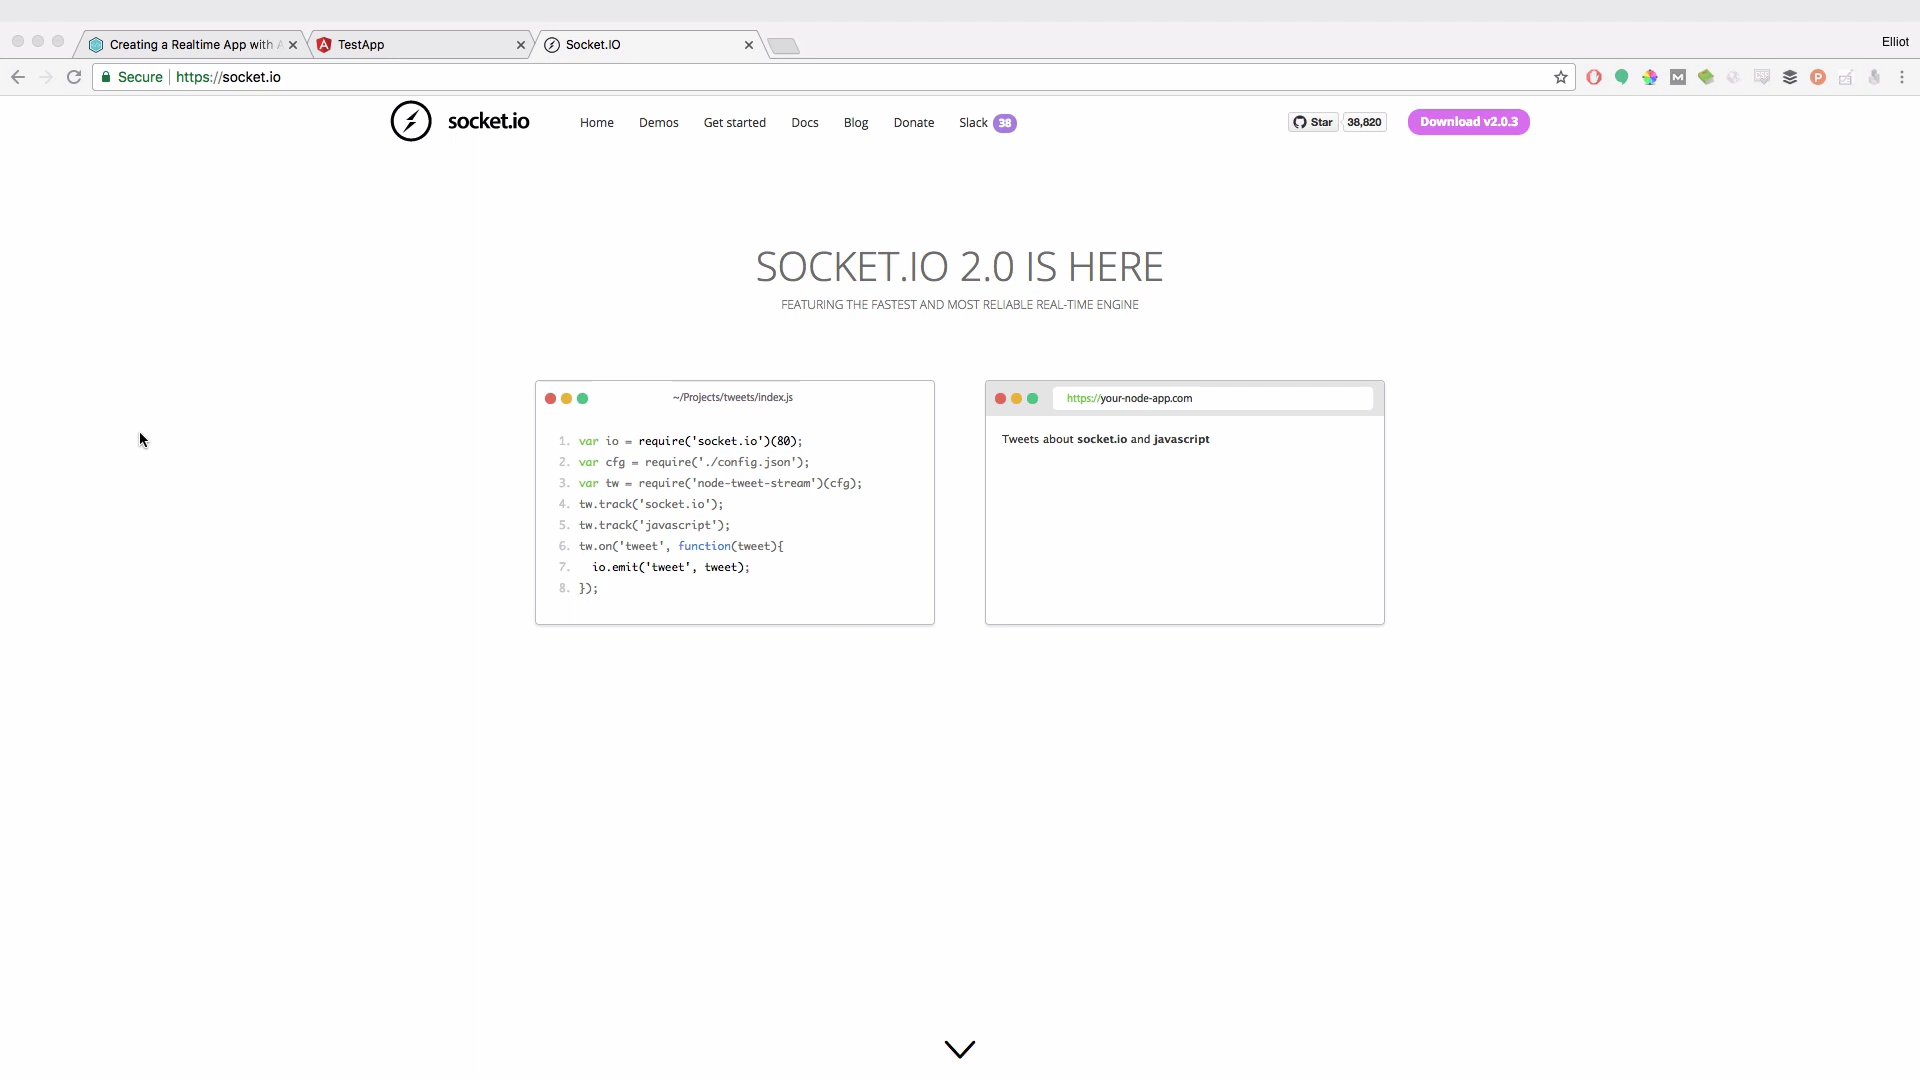 Elliot
Creating a Realtime App with
TestApp
Socket.IO
Secure https://socket.io
socket.io
Home Demos Get started Docs Blog Donate Slack 38
Star 38,820 Download v2.0.3
SOCKET.IO 2.0 IS HERE
FEATURING THE FASTEST AND MOST RELIABLE REAL-TIME ENGINE
~/Projects/tweets/index.js
1. var io = require('socket.io')(80);
2. var cfg = require('./config.json');
3. var tw = require('node-tweet-stream')(cfg);
4. tw.track('socket.io');
5. tw.track('javascript');
6. tw.on('tweet', function(tweet){
7. io.emit('tweet', tweet);
8. });
https://your-node-app.com
Tweets about socket.io and javascript